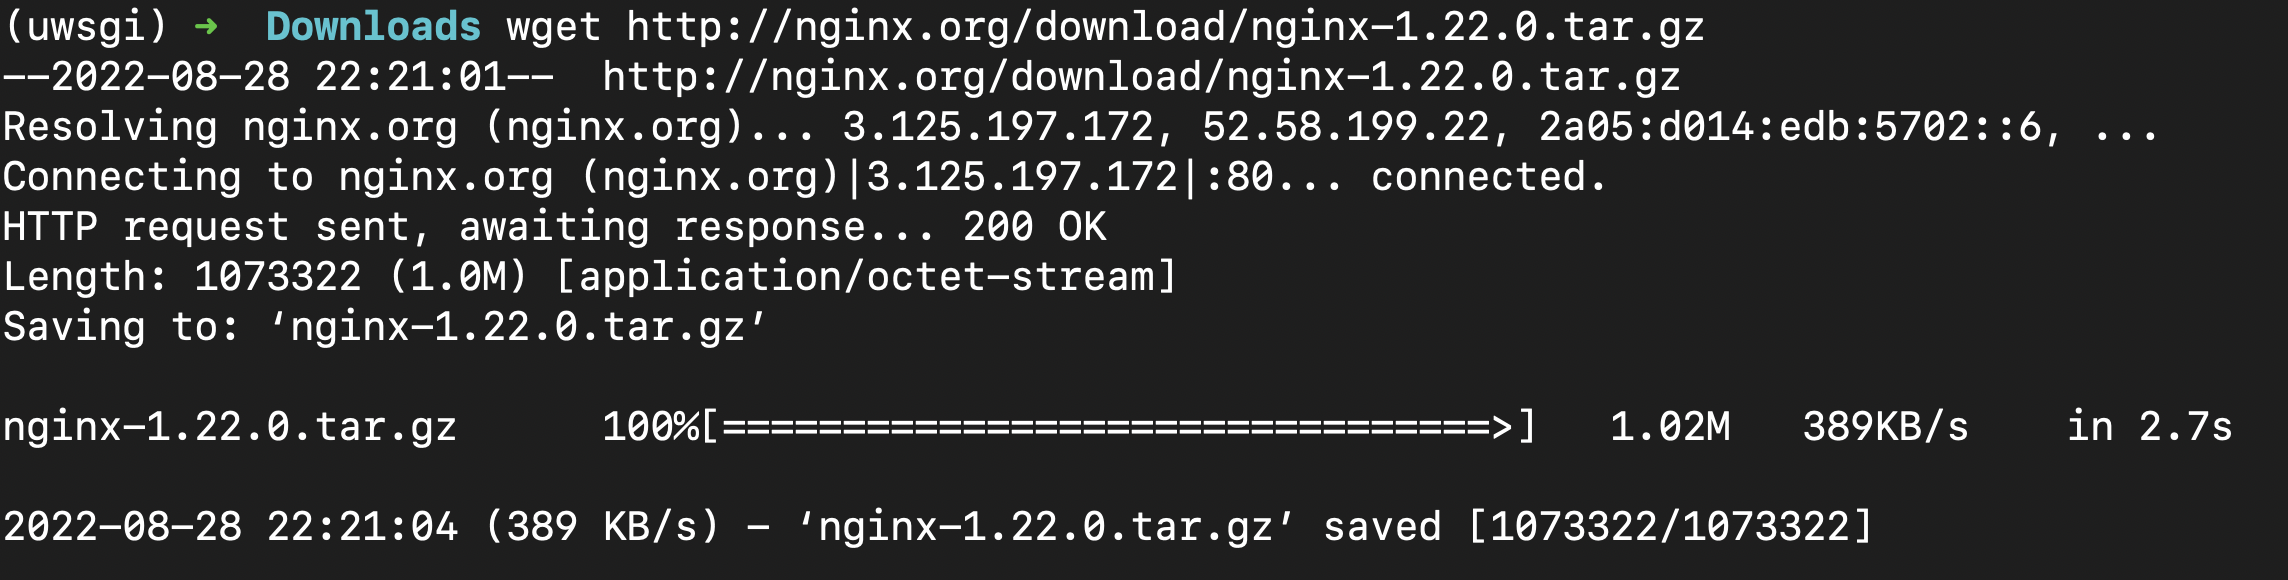 (uwsgi) ➜  Downloads wget http://nginx.org/download/nginx-1.22.0.tar.gz
--2022-08-28 22:21:01--  http://nginx.org/download/nginx-1.22.0.tar.gz
Resolving nginx.org (nginx.org)... 3.125.197.172, 52.58.199.22, 2a05:d014:edb:5702::6, ...
Connecting to nginx.org (nginx.org)|3.125.197.172|:80... connected.
HTTP request sent, awaiting response... 200 OK
Length: 1073322 (1.0M) [application/octet-stream]
Saving to: ‘nginx-1.22.0.tar.gz’
nginx-1.22.0.tar.gz      100%[================================>]   1.02M   389KB/s    in 2.7s
2022-08-28 22:21:04 (389 KB/s) - ‘nginx-1.22.0.tar.gz’ saved [1073322/1073322]